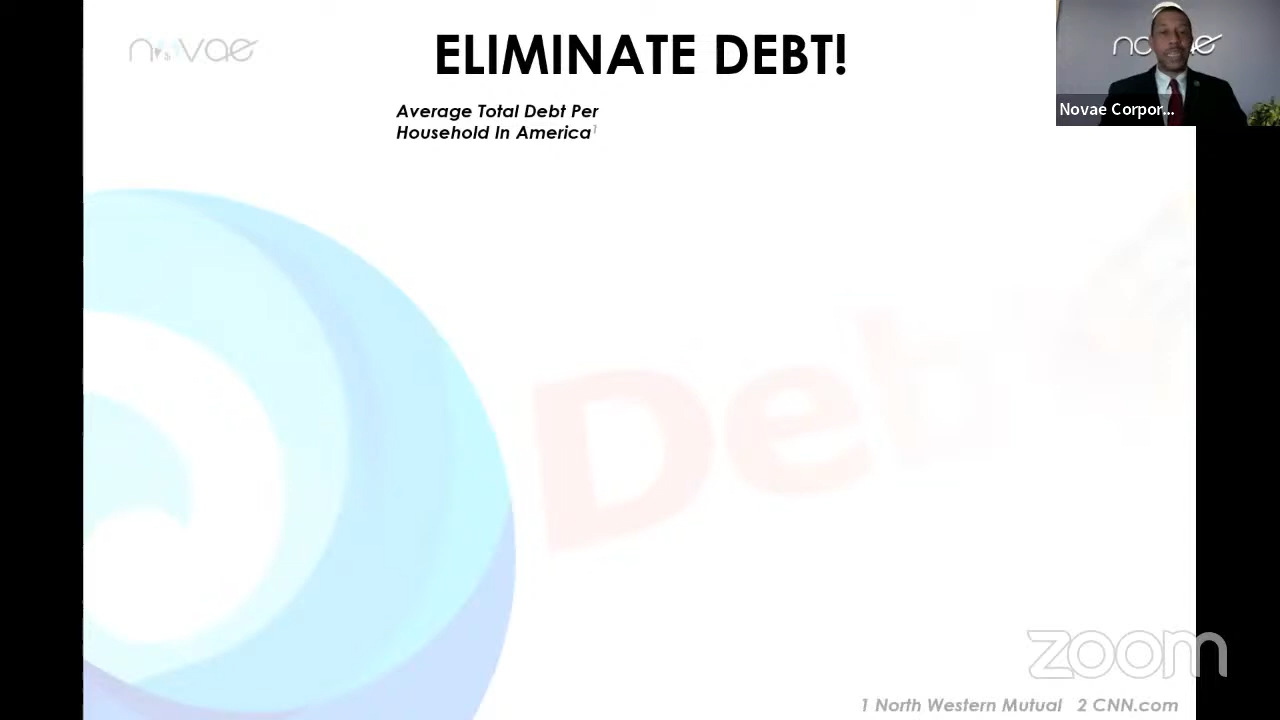 novae
ELIMINATE DEBT!
Average Total Debt Per
Household In America1
Novae Corpor...
Deb
zoom
1 North Western Mutual 2 CNN.com